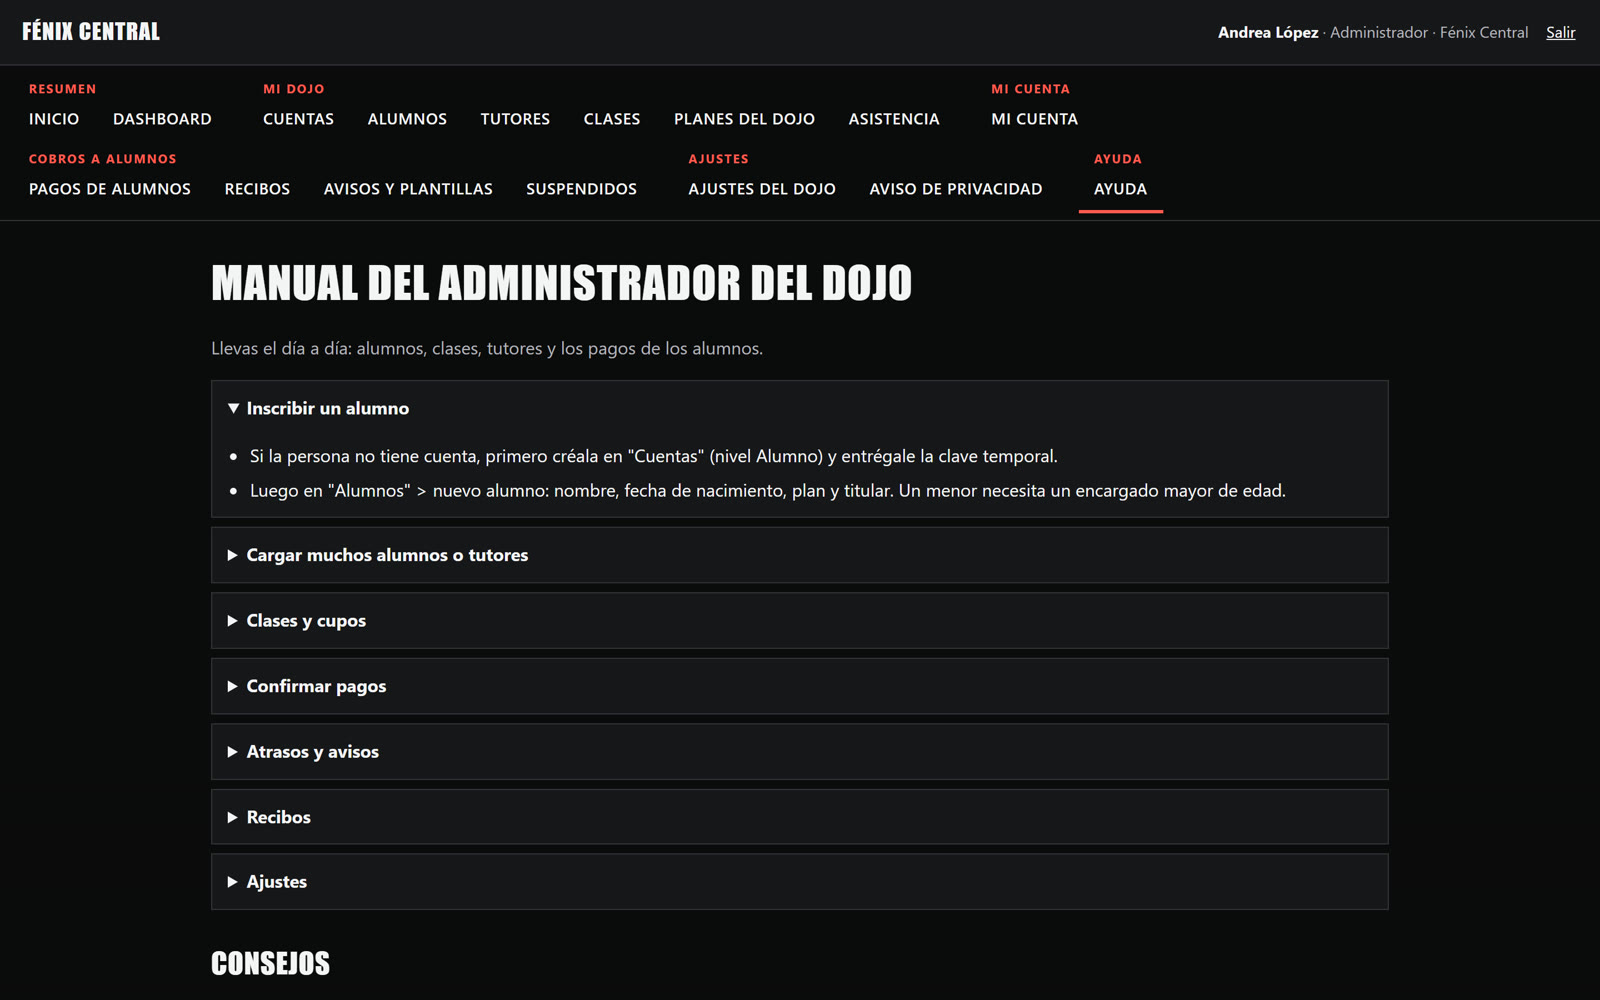 FÉNIX CENTRAL
Andrea López · Administrador · Fénix Central Salir
RESUMEN
INICIO DASHBOARD
MI DOJO
CUENTAS ALUMNOS TUTORES CLASES PLANES DEL DOJO ASISTENCIA
MI CUENTA
MI CUENTA
COBROS A ALUMNOS
PAGOS DE ALUMNOS RECIBOS AVISOS Y PLANTILLAS SUSPENDIDOS
AJUSTES
AJUSTES DEL DOJO AVISO DE PRIVACIDAD
AYUDA
AYUDA
MANUAL DEL ADMINISTRADOR DEL DOJO
Llevas el día a día: alumnos, clases, tutores y los pagos de los alumnos.
Inscribir un alumno
Si la persona no tiene cuenta, primero créala en "Cuentas" (nivel Alumno) y entrégale la clave temporal.
Luego en "Alumnos" > nuevo alumno: nombre, fecha de nacimiento, plan y titular. Un menor necesita un encargado mayor de edad.
Cargar muchos alumnos o tutores
Clases y cupos
Confirmar pagos
Atrasos y avisos
Recibos
Ajustes
CONSEJOS